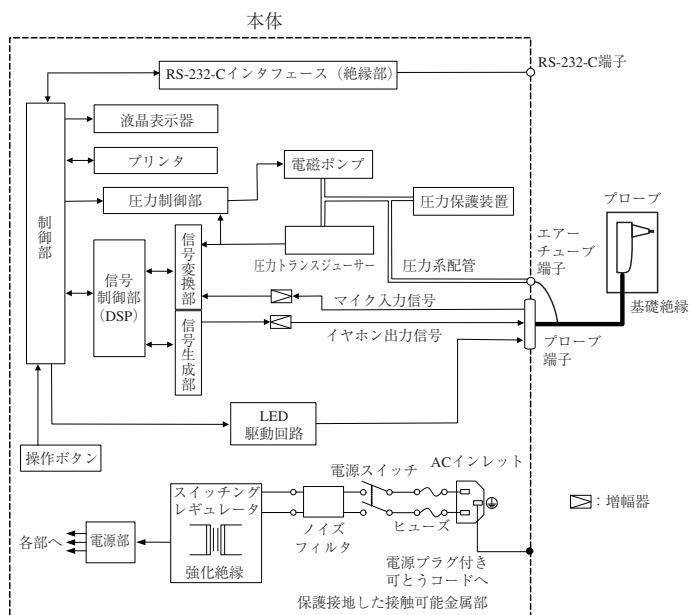 本体
RS-232-Cインタフェース（絶縁部）
RS-232-C端子
液晶表示器
プリンタ
電磁ポンプ
プローブ
圧力制御部
圧力保護装置
制御部
信号変換部
圧力トランスジューサー
圧力系配管
エアー
チューブ
端子
信号
制御部
（DSP）
マイク入力信号
基礎絶縁
信号生成部
イヤホン出力信号
プローブ
端子
LED
駆動回路
操作ボタン
電源スイッチ
ACインレット
スイッチング
レギュレータ
：増幅器
ノイズ
フィルタ
ヒューズ
各部へ
電源部
強化絶縁
電源プラグ付き
可とうコードへ
保護接地した接触可能金属部